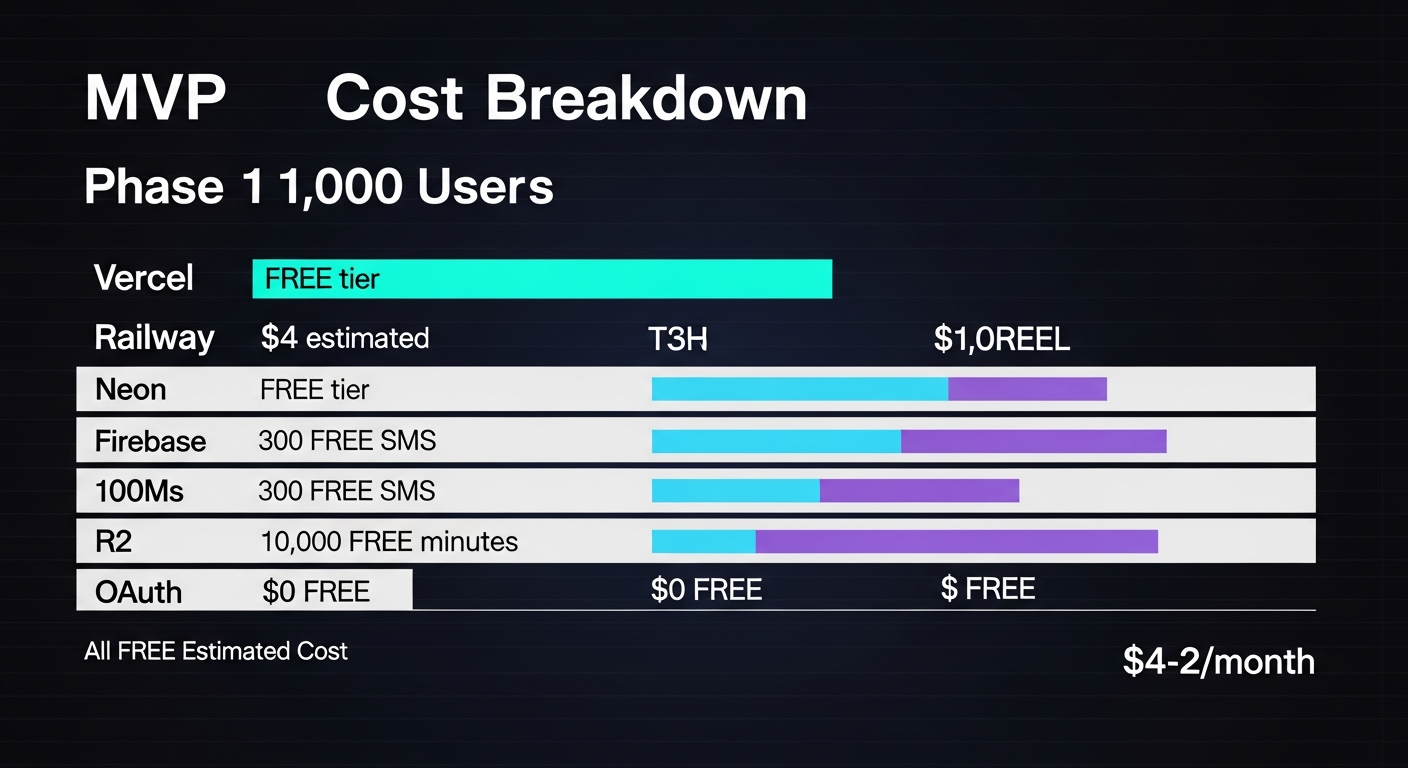 MVP Cost Breakdown
Phase 1 1,000 Users
Vercel FREE tier
Railway $4 estimated T3H $1,0REEL
Neon FREE tier
Firebase 300 FREE SMS
100Ms 300 FREE SMS
R2 10,000 FREE minutes
OAuth $0 FREE $0 FREE $ FREE
All FREE Estimated Cost $4-2/month